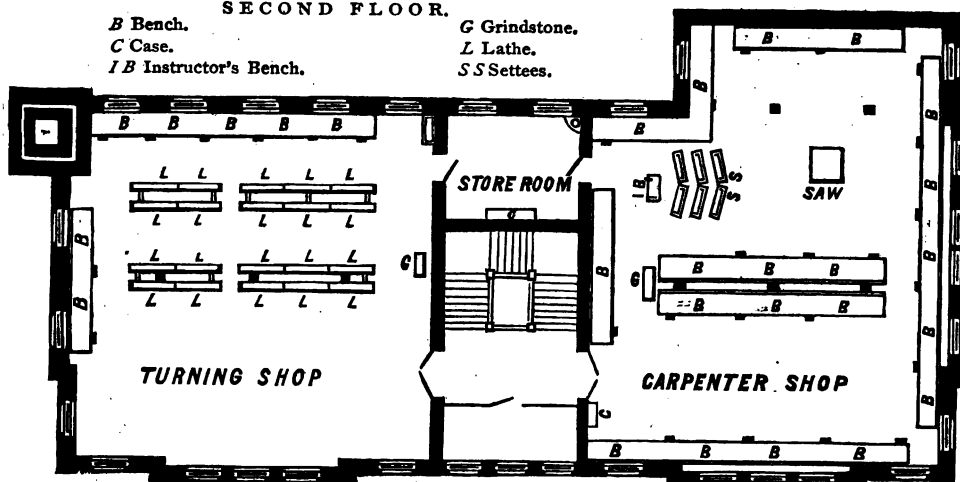 SECOND FLOOR.
B Bench.
C Case.
I B Instructor's Bench.
G Grindstone.
L Lathe.
S S Settees.
B B
B B B B B
B
B
L L L L L
STORE ROOM
I B
S
S
SAW
B
L L L L L
B
C
B
L L L L L
G
B
G
B B B
B
B
B B B
L L L L L
B
TURNING SHOP
CARPENTER SHOP
B
C
B B B B